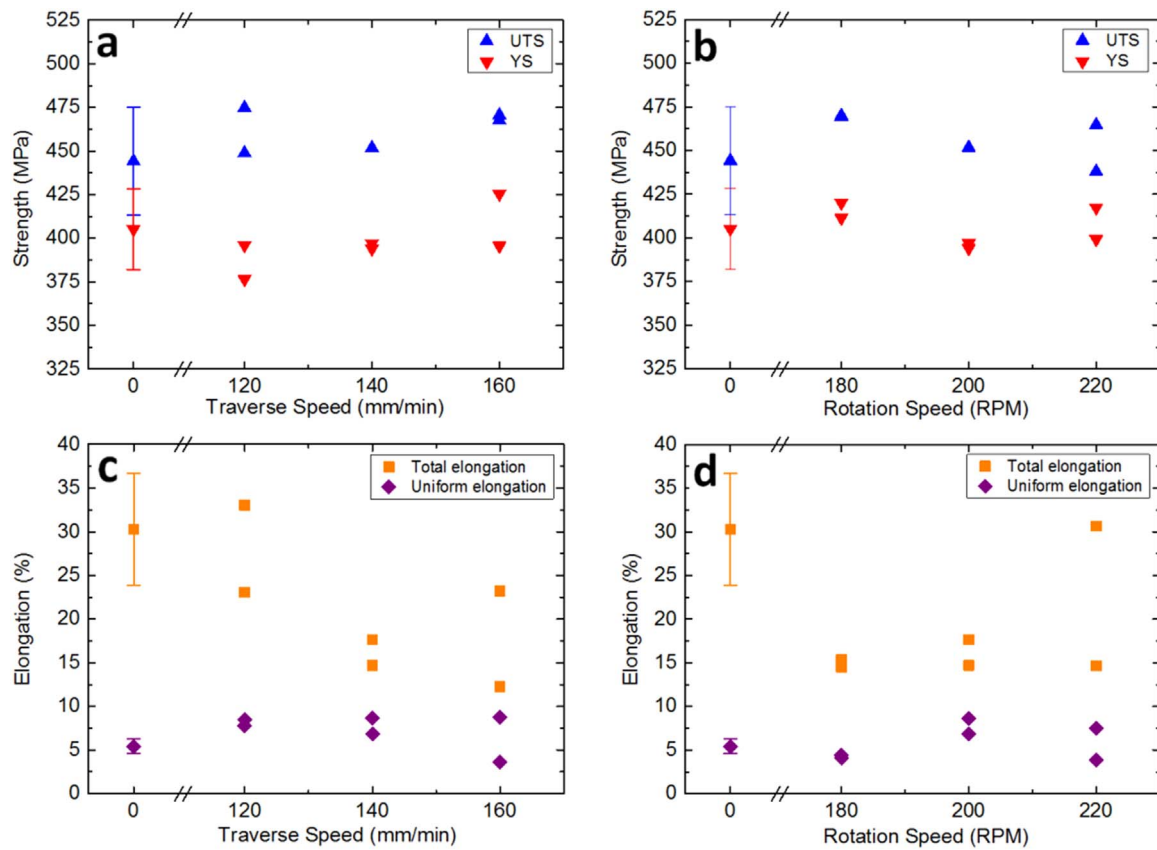 a
525
500
475
450
425
400
375
350
325
Strength (MPa)
UTS
YS
0
120
140
160
Traverse Speed (mm/min)
b
525
500
475
450
425
400
375
350
325
Strength (MPa)
UTS
YS
0
180
200
220
Rotation Speed (RPM)
c
40
35
30
25
20
15
10
5
0
Elongation (%)
Total elongation
Uniform elongation
0
120
140
160
Traverse Speed (mm/min)
d
40
35
30
25
20
15
10
5
0
Elongation (%)
Total elongation
Uniform elongation
0
180
200
220
Rotation Speed (RPM)